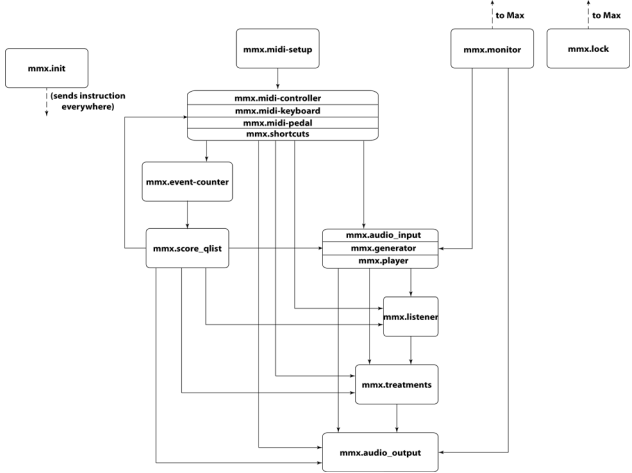 to Max
to Max
mmx.midi-setup
mmx.monitor
mmx.lock
mmx.init
(sends instruction
everywhere)
mmx.midi-controller
mmx.midi-keyboard
mmx.midi-pedal
mmx.shortcuts
mmx.event-counter
mmx.audio_input
mmx.score_qlist
mmx.generator
mmx.player
mmx.listener
mmx.treatments
mmx.audio_output